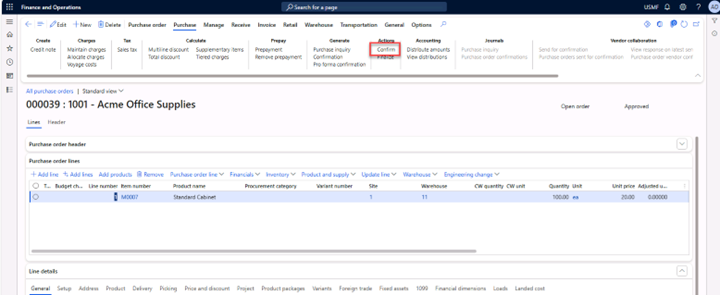 Finance and Operations Search for a page USMF
Edit New Delete Purchase order Purchase Manage Receive Invoice Retail Warehouse Transportation General Options
Create Charges Tax Calculate Prepay Generate Actions Accounting Journals Vendor collaboration
Credit note Maintain charges Sales tax Multiline discount Supplementary items Prepayment Purchase inquiry Confirm Distribute amounts Purchase inquiry Send for confirmation View response on latest sen
Allocate charges Total discount Tiered charges Remove prepayment Confirmation Finalize View distributions Purchase order confirmations Purchase orders sent for confirmation Purchase order vendor conf
Voyage costs Pro forma confirmation
All purchase orders | Standard view
000039 : 1001 - Acme Office Supplies
Open order Approved
Lines Header
Purchase order header
Purchase order lines
Add line Add lines Add products Remove Purchase order line Financials Inventory Product and supply Update line Warehouse Engineering change
T... Budget ch... Line number Item number Product name Procurement category Variant number Site Warehouse CW quantity CW unit Quantity Unit Unit price Adjusted u...
1 M0007 Standard Cabinet 1 11 100.00 ea 20.00 0.00000
Line details
General Setup Address Product Delivery Picking Price and discount Project Product packages Variants Foreign trade Fixed assets 1099 Financial dimensions Loads Landed cost